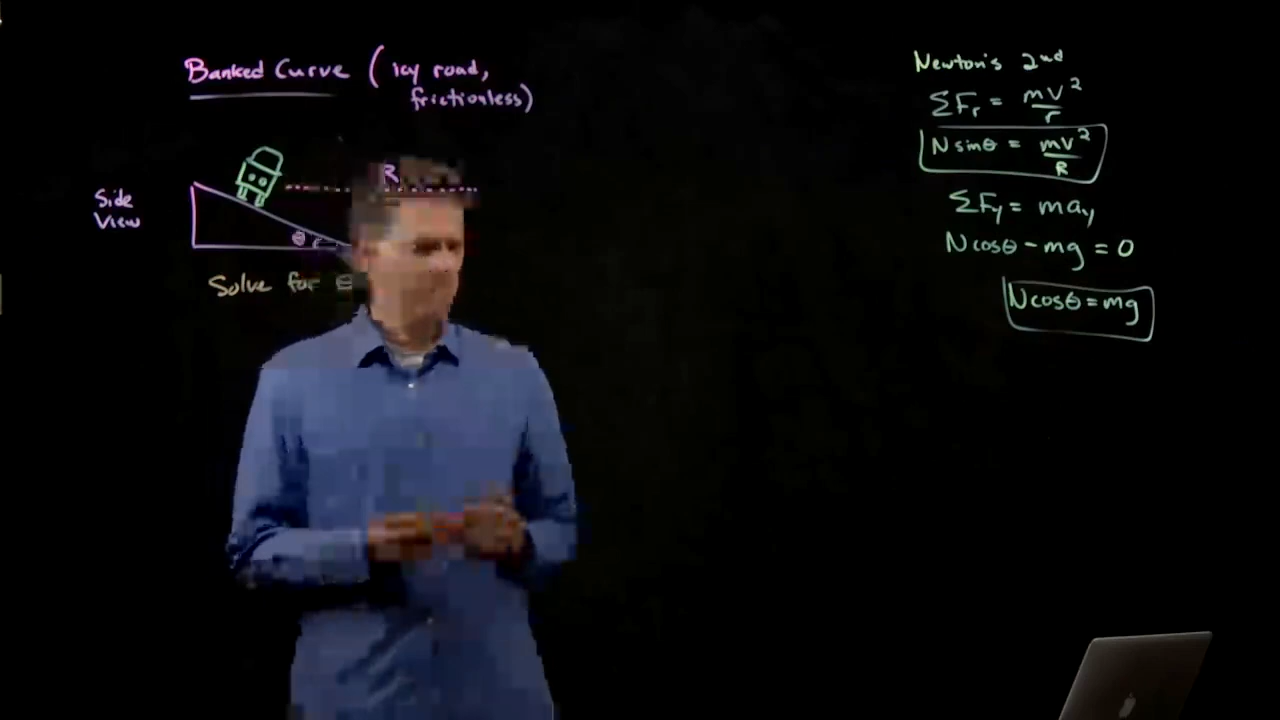 Banked Curve (icy road,
frictionless)
Side
View
R
θ
Solve for θ
Newton's 2nd
ΣFr = mv²/r
N sinθ = mv²/R
ΣFy = may
N cosθ - mg = 0
N cosθ = mg